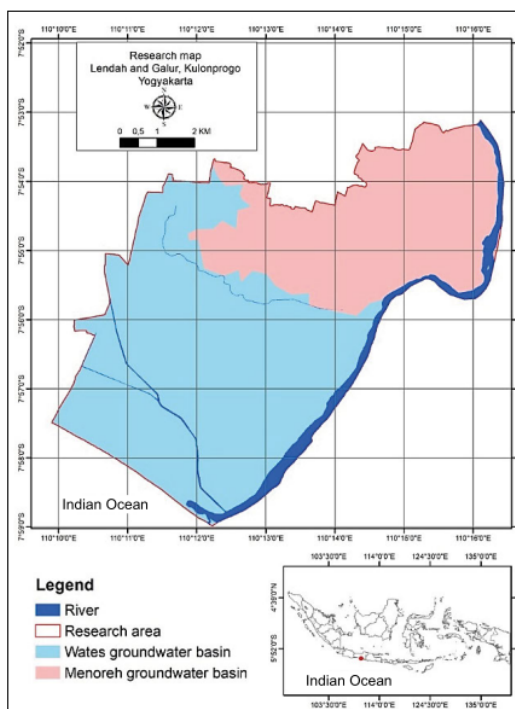 110°10'0"E 110°11'0"E 110°12'0"E 110°13'0"E 110°14'0"E 110°15'0"E 110°16'0"E
7°52'0"S
Research map
Lendah and Galur, Kulonprogo
Yogyakarta
N
W E
S
0 0,5 1 2 KM
7°53'0"S
7°54'0"S
7°55'0"S
7°56'0"S
7°57'0"S
7°58'0"S
7°59'0"S
Indian Ocean
110°10'0"E 110°11'0"E 110°12'0"E 110°13'0"E 110°14'0"E 110°15'0"E 110°16'0"E
Legend
River
Research area
Wates groundwater basin
Menoreh groundwater basin
103°30'0"E 114°0'0"E 124°30'0"E 135°0'0"E
Indian Ocean
103°30'0"E 114°0'0"E 124°30'0"E 135°0'0"E